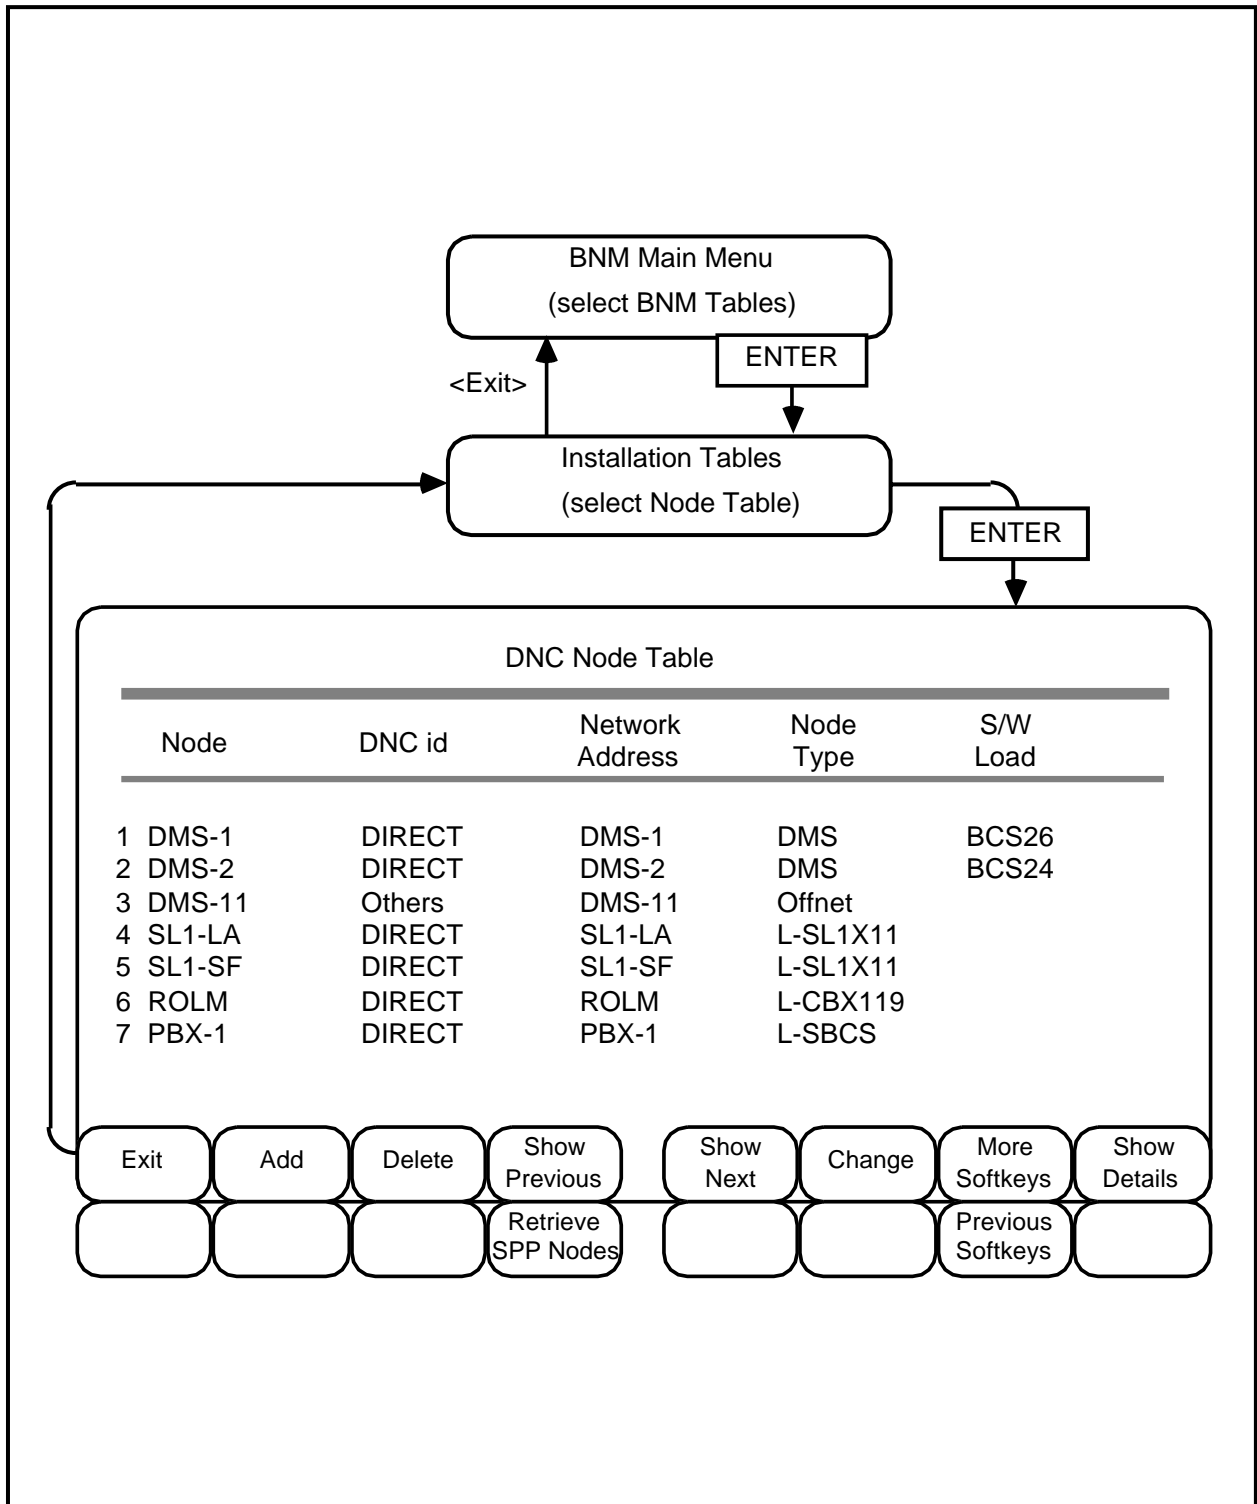 BNM Main Menu
(select BNM Tables)
ENTER
<Exit>
Installation Tables
(select Node Table)
ENTER
DNC Node Table
Node DNC id Network Address Node Type S/W Load
1 DMS-1 DIRECT DMS-1 DMS BCS26
2 DMS-2 DIRECT DMS-2 DMS BCS24
3 DMS-11 Others DMS-11 Offnet
4 SL1-LA DIRECT SL1-LA L-SL1X11
5 SL1-SF DIRECT SL1-SF L-SL1X11
6 ROLM DIRECT ROLM L-CBX119
7 PBX-1 DIRECT PBX-1 L-SBCS
Exit Add Delete Show Previous Show Next Change More Softkeys Show Details
Retrieve SPP Nodes Previous Softkeys